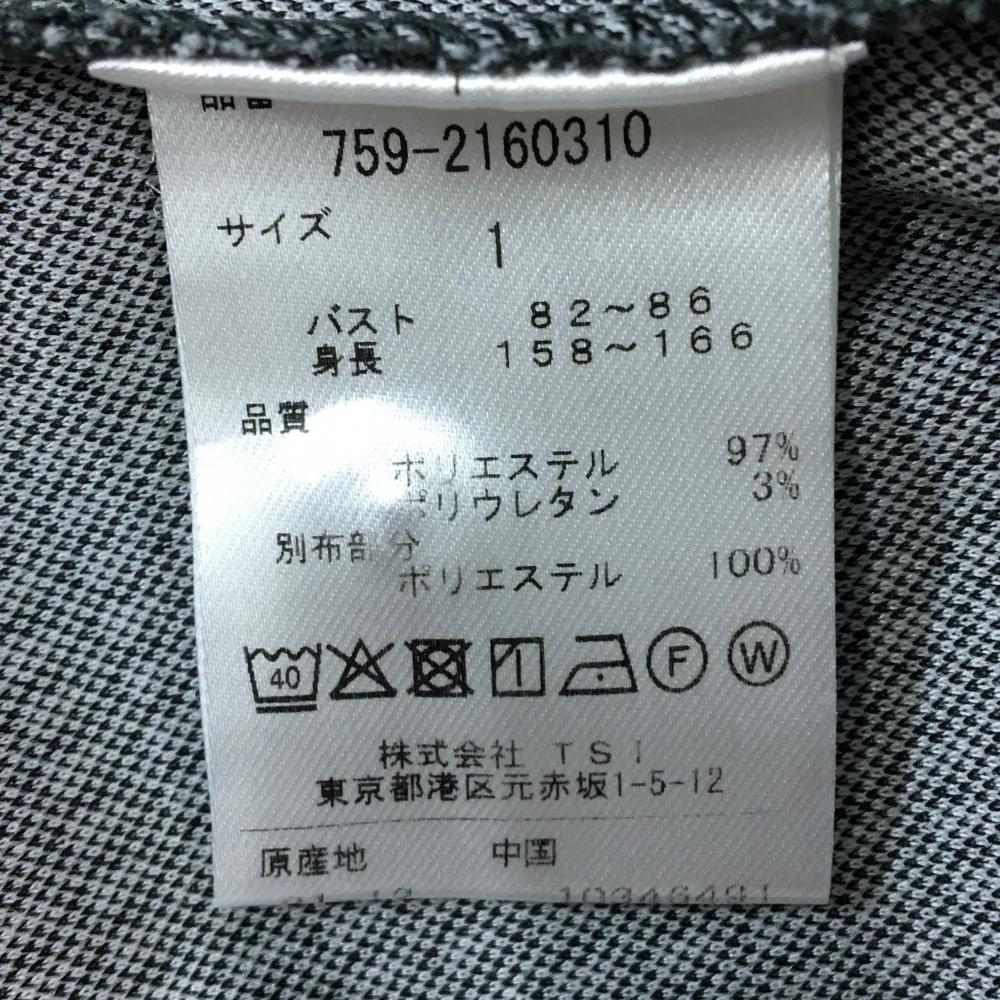 品番
759-2160310
サイズ 1
バスト 82～86
身長 158～166
品質
ポリエステル 97%
ポリウレタン 3%
別布部分
ポリエステル 100%
40 F W
株式会社 TSI
東京都港区元赤坂1-5-12
原産地 中国